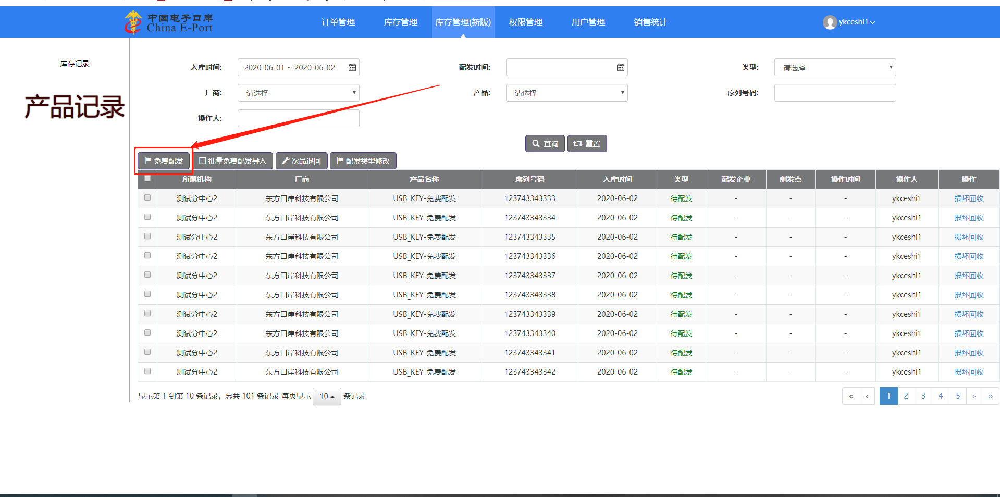 中国电子口岸
China E-Port
订单管理 库存管理 库存管理(新版) 权限管理 用户管理 销售统计 ykceshi1
库存记录
产品记录
入库时间: 2020-06-01 ~ 2020-06-02 配发时间: 类型: 请选择
厂商: 请选择 产品: 请选择 序列号码:
操作人:
查询 重置
免费配发 批量免费配发导入 次品退回 配发类型修改
所属机构 厂商 产品名称 序列号码 入库时间 类型 配发企业 制发点 操作时间 操作人 操作
测试分中心2 东方口岸科技有限公司 USB_KEY-免费配发 123743343333 2020-06-02 待配发 - - - ykceshi1 损坏回收
测试分中心2 东方口岸科技有限公司 USB_KEY-免费配发 123743343334 2020-06-02 待配发 - - - ykceshi1 损坏回收
测试分中心2 东方口岸科技有限公司 USB_KEY-免费配发 123743343335 2020-06-02 待配发 - - - ykceshi1 损坏回收
测试分中心2 东方口岸科技有限公司 USB_KEY-免费配发 123743343336 2020-06-02 待配发 - - - ykceshi1 损坏回收
测试分中心2 东方口岸科技有限公司 USB_KEY-免费配发 123743343337 2020-06-02 待配发 - - - ykceshi1 损坏回收
测试分中心2 东方口岸科技有限公司 USB_KEY-免费配发 123743343338 2020-06-02 待配发 - - - ykceshi1 损坏回收
测试分中心2 东方口岸科技有限公司 USB_KEY-免费配发 123743343339 2020-06-02 待配发 - - - ykceshi1 损坏回收
测试分中心2 东方口岸科技有限公司 USB_KEY-免费配发 123743343340 2020-06-02 待配发 - - - ykceshi1 损坏回收
测试分中心2 东方口岸科技有限公司 USB_KEY-免费配发 123743343341 2020-06-02 待配发 - - - ykceshi1 损坏回收
测试分中心2 东方口岸科技有限公司 USB_KEY-免费配发 123743343342 2020-06-02 待配发 - - - ykceshi1 损坏回收
显示第 1 到第 10 条记录，总共 101 条记录 每页显示 10 条记录 « ‹ 1 2 3 4 5 › »